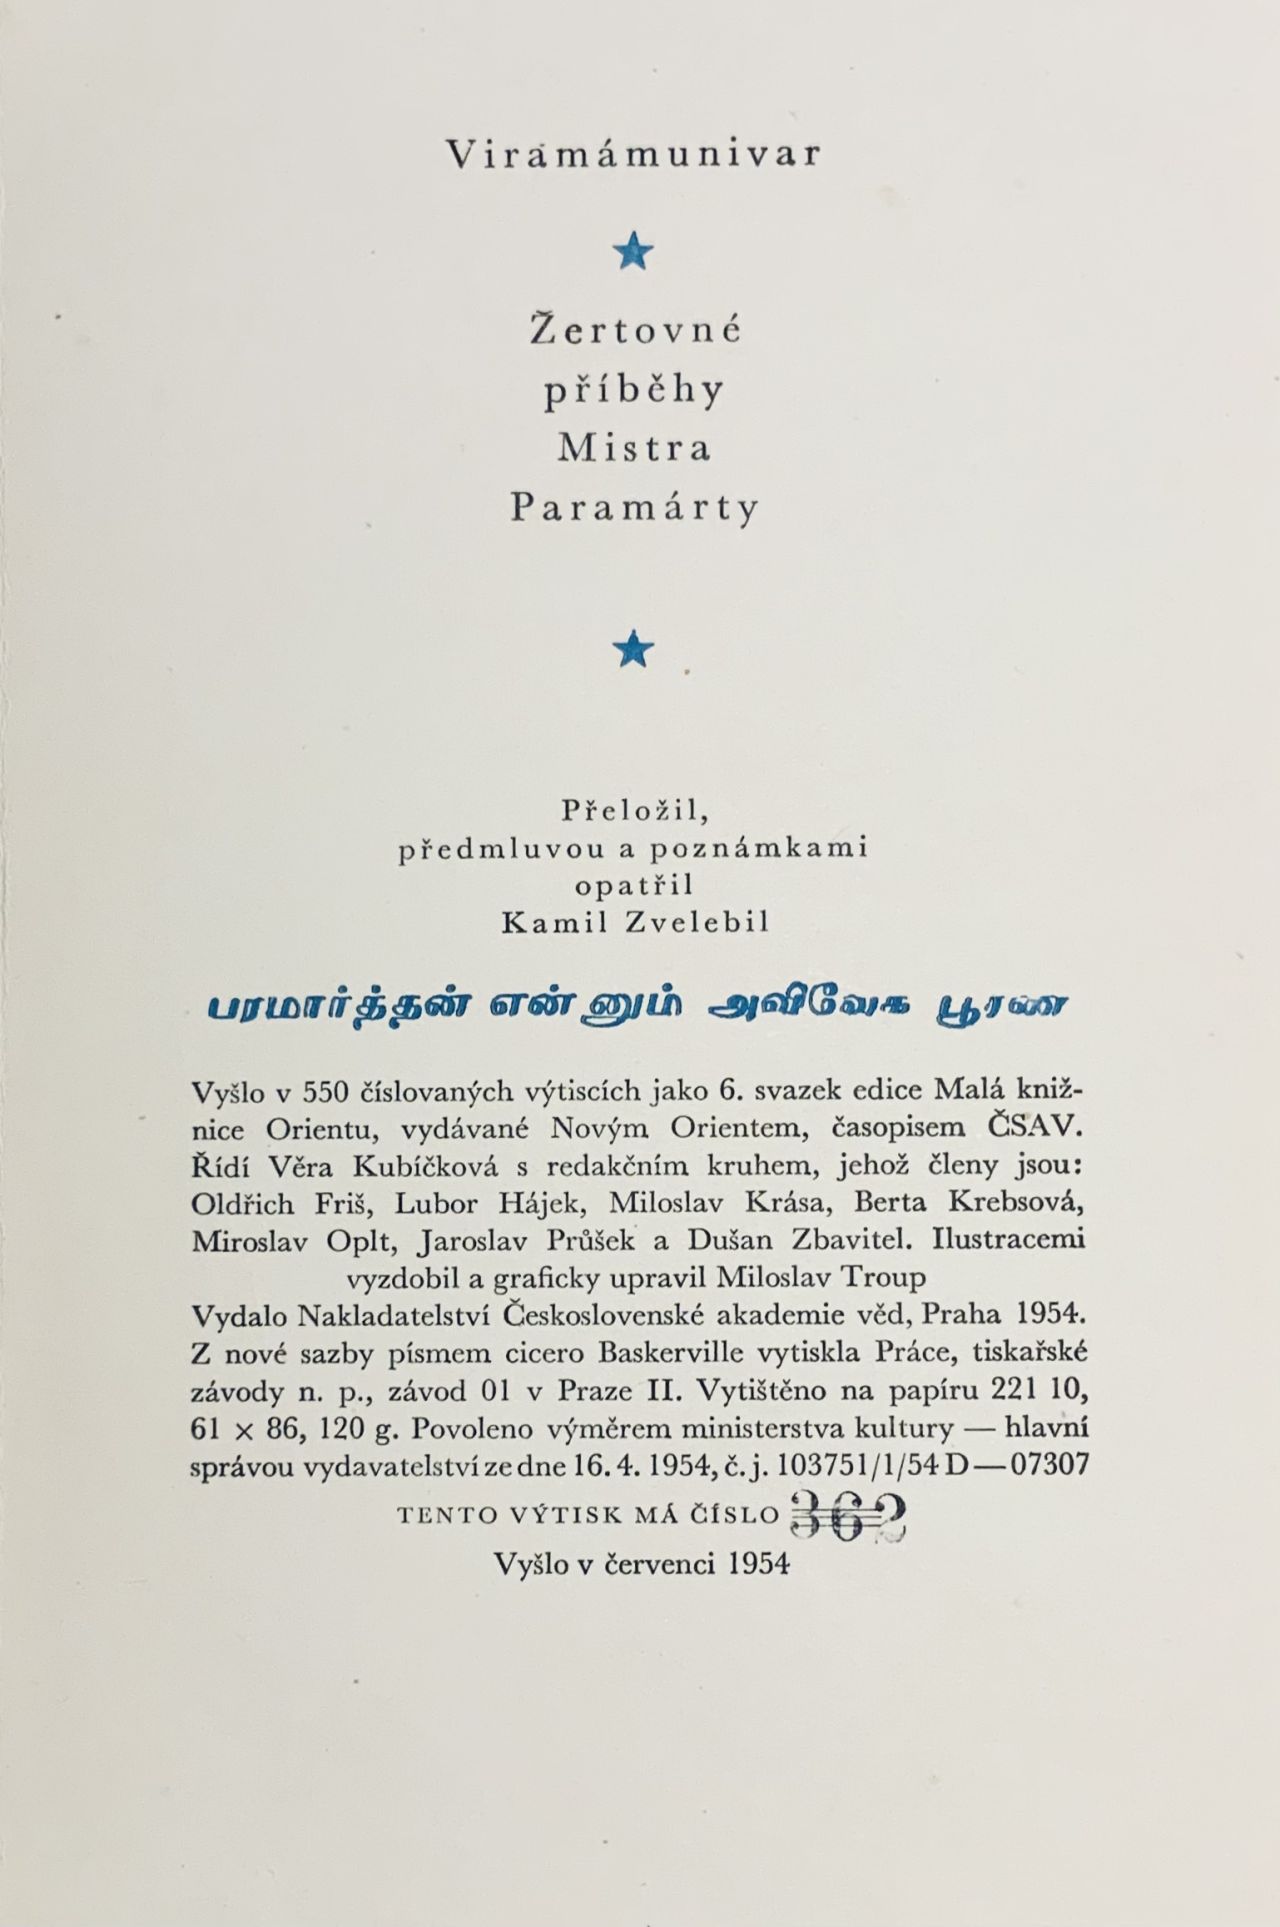 Viramámunivar
Žertovné
příběhy
Mistra
Paramárty
Přeložil,
předmluvou a poznámkami
opatřil
Kamil Zvelebil
பரமார்த்தன் என்னும் அவிவேக பூரண
Vyšlo v 550 číslovaných výtiscích jako 6. svazek edice Malá kniž-
nice Orientu, vydávané Novým Orientem, časopisem ČSAV.
Řídí Věra Kubíčková s redakčním kruhem, jehož členy jsou:
Oldřich Friš, Lubor Hájek, Miloslav Krása, Berta Krebsová,
Miroslav Oplt, Jaroslav Průšek a Dušan Zbavitel. Ilustracemi
vyzdobil a graficky upravil Miloslav Troup
Vydalo Nakladatelství Československé akademie věd, Praha 1954.
Z nové sazby písmem cicero Baskerville vytiskla Práce, tiskařské
závody n. p., závod 01 v Praze II. Vytištěno na papíru 221 10,
61 × 86, 120 g. Povoleno výměrem ministerstva kultury — hlavní
správou vydavatelství ze dne 16. 4. 1954, č. j. 103751/1/54 D—07307
TENTO VÝTISK MÁ ČÍSLO 362
Vyšlo v červenci 1954